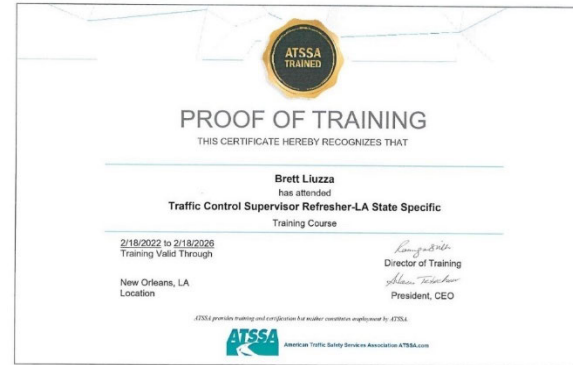 ATSSA
TRAINED
PROOF OF TRAINING
THIS CERTIFICATE HEREBY RECOGNIZES THAT
Brett Liuzza
has attended
Traffic Control Supervisor Refresher-LA State Specific
Training Course
2/18/2022 to 2/18/2026
Training Valid Through
Director of Training
New Orleans, LA
Location
President, CEO
ATSSA provides training and certification but neither constitutes employment by ATSSA.
ATSSA
American Traffic Safety Services Association ATSSA.com